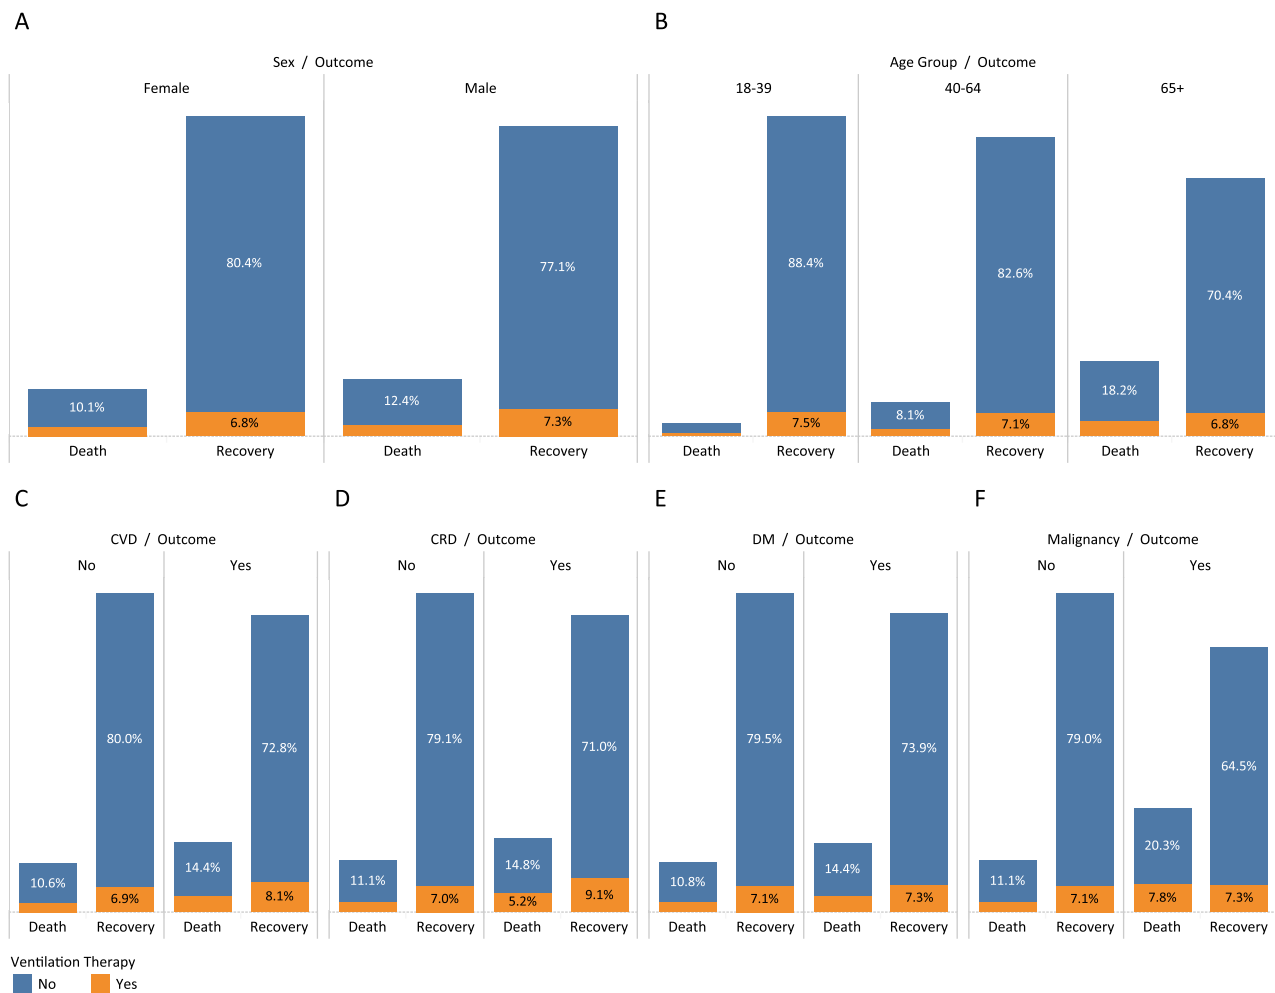 A
B
Sex / Outcome
Age Group / Outcome
Female
Male
18-39
40-64
65+
10.1%
80.4%
6.8%
12.4%
77.1%
7.3%
88.4%
7.5%
8.1%
82.6%
7.1%
18.2%
70.4%
6.8%
Death
Recovery
Death
Recovery
Death
Recovery
Death
Recovery
Death
Recovery
C
D
E
F
CVD / Outcome
CRD / Outcome
DM / Outcome
Malignancy / Outcome
No
Yes
No
Yes
No
Yes
No
Yes
10.6%
80.0%
6.9%
14.4%
72.8%
8.1%
11.1%
79.1%
7.0%
14.8%
5.2%
71.0%
9.1%
10.8%
79.5%
7.1%
14.4%
73.9%
7.3%
11.1%
79.0%
7.1%
20.3%
7.8%
64.5%
7.3%
Death
Recovery
Death
Recovery
Death
Recovery
Death
Recovery
Death
Recovery
Death
Recovery
Death
Recovery
Death
Recovery
Ventilation Therapy
No
Yes